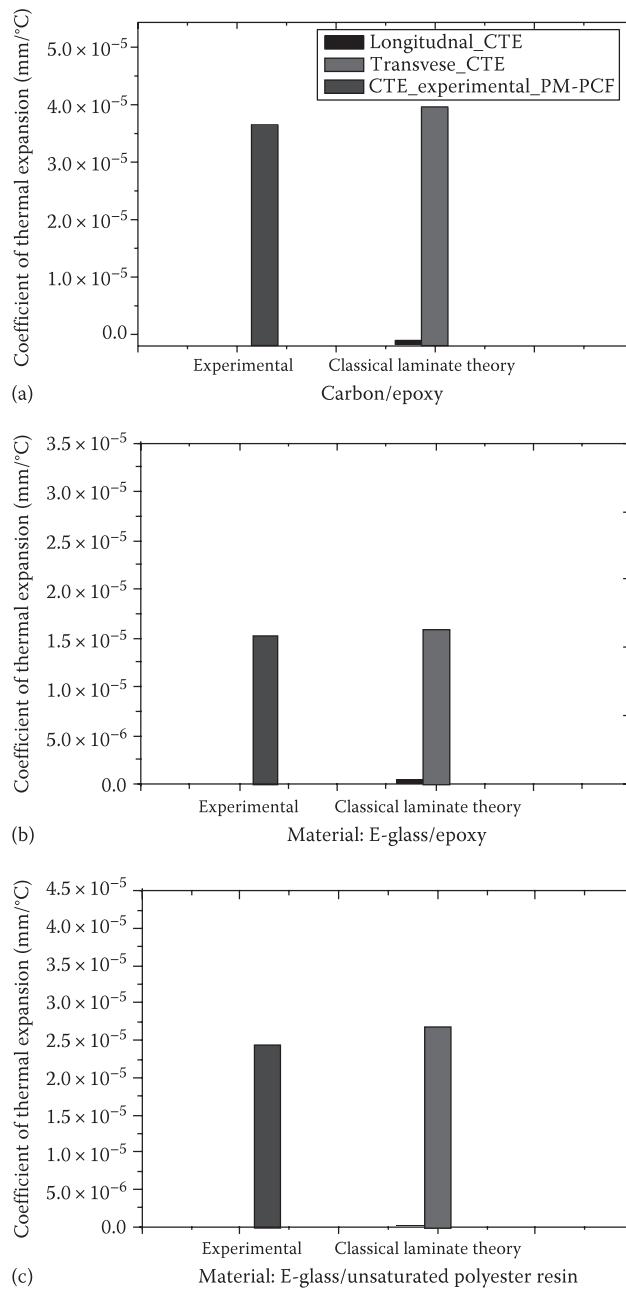 Coefficient of thermal expansion (mm/°C)
5.0 × 10⁻⁵
4.0 × 10⁻⁵
3.0 × 10⁻⁵
2.0 × 10⁻⁵
1.0 × 10⁻⁵
0.0
Longitudnal_CTE
Transvese_CTE
CTE_experimental_PM-PCF
Experimental
Classical laminate theory
(a)
Carbon/epoxy
Coefficient of thermal expansion (mm/°C)
3.5 × 10⁻⁵
3.0 × 10⁻⁵
2.5 × 10⁻⁵
2.0 × 10⁻⁵
1.5 × 10⁻⁵
1.0 × 10⁻⁵
5.0 × 10⁻⁶
0.0
Experimental
Classical laminate theory
(b)
Material: E-glass/epoxy
Coefficient of thermal expansion (mm/°C)
4.5 × 10⁻⁵
4.0 × 10⁻⁵
3.5 × 10⁻⁵
3.0 × 10⁻⁵
2.5 × 10⁻⁵
2.0 × 10⁻⁵
1.5 × 10⁻⁵
1.0 × 10⁻⁵
5.0 × 10⁻⁶
0.0
Experimental
Classical laminate theory
(c)
Material: E-glass/unsaturated polyester resin